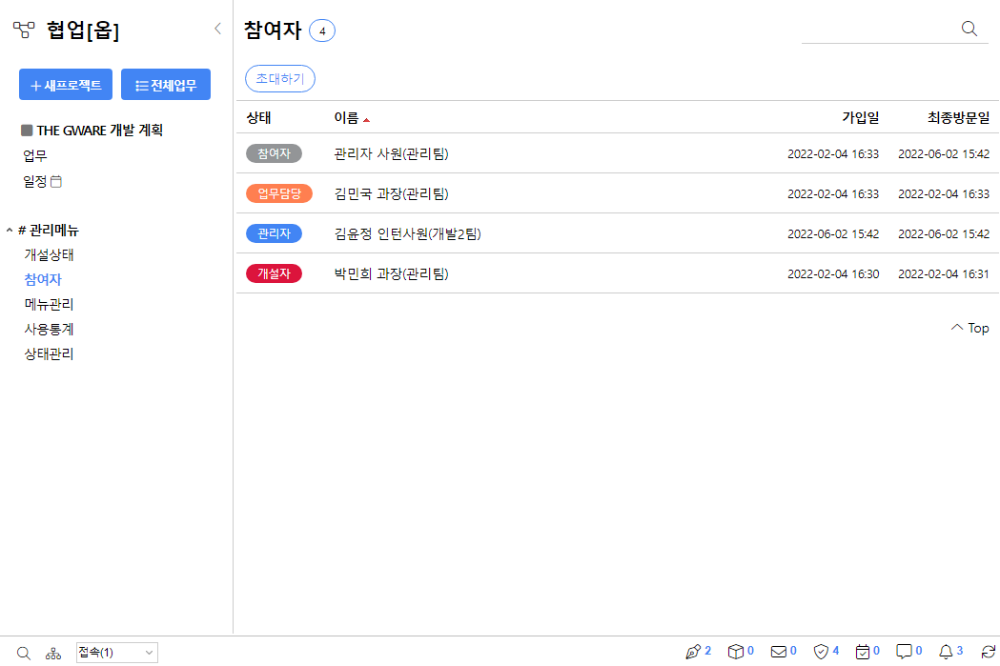 협업[옵]
새프로젝트 전체업무
THE GWARE 개발 계획
업무
일정
# 관리메뉴
개설상태
참여자
메뉴관리
사용통계
상태관리
참여자 4
초대하기
상태 이름 가입일 최종방문일
참여자 관리자 사원(관리팀) 2022-02-04 16:33 2022-06-02 15:42
업무담당 김민국 과장(관리팀) 2022-02-04 16:33 2022-02-04 16:33
관리자 김윤정 인턴사원(개발2팀) 2022-06-02 15:42 2022-06-02 15:42
개설자 박민희 과장(관리팀) 2022-02-04 16:30 2022-02-04 16:31
Top
접속(1) 2 0 0 4 0 0 3